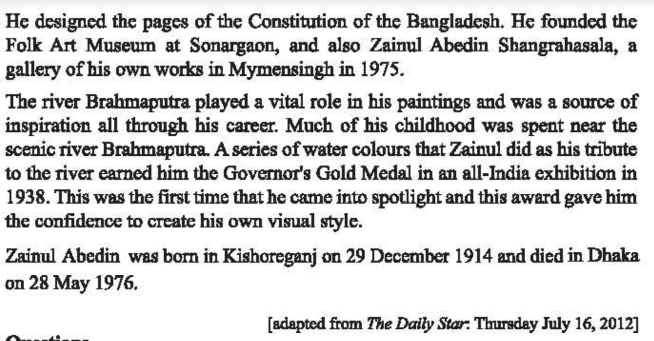 He designed the pages of the Constitution of the Bangladesh. He founded the
Folk Art Museum at Sonargaon, and also Zainul Abedin Shangrahasala, a
gallery of his own works in Mymensingh in 1975.
The river Brahmaputra played a vital role in his paintings and was a source of
inspiration all through his career. Much of his childhood was spent near the
scenic river Brahmaputra. A series of water colours that Zainul did as his tribute
to the river earned him the Governor's Gold Medal in an all-India exhibition in
1938. This was the first time that he came into spotlight and this award gave him
the confidence to create his own visual style.
Zainul Abedin was born in Kishoreganj on 29 December 1914 and died in Dhaka
on 28 May 1976.
[adapted from The Daily Star: Thursday July 16, 2012]